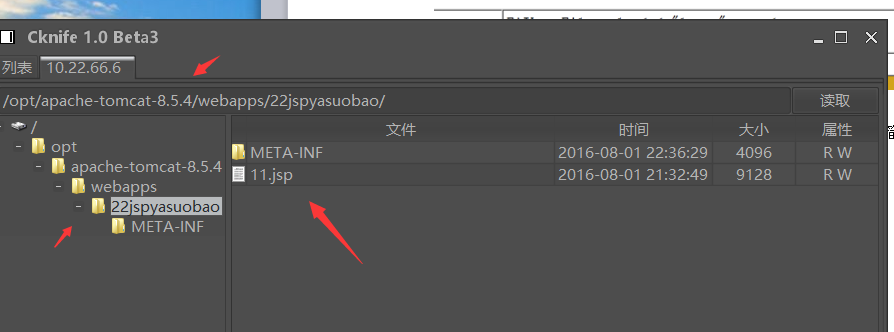 Cknife 1.0 Beta3
列表 10.22.66.6
/opt/apache-tomcat-8.5.4/webapps/22jspyasuobao/ 读取
/
opt
apache-tomcat-8.5.4
webapps
22jspyasuobao
META-INF
文件 时间 大小 属性
META-INF 2016-08-01 22:36:29 4096 R W
11.jsp 2016-08-01 21:32:49 9128 R W